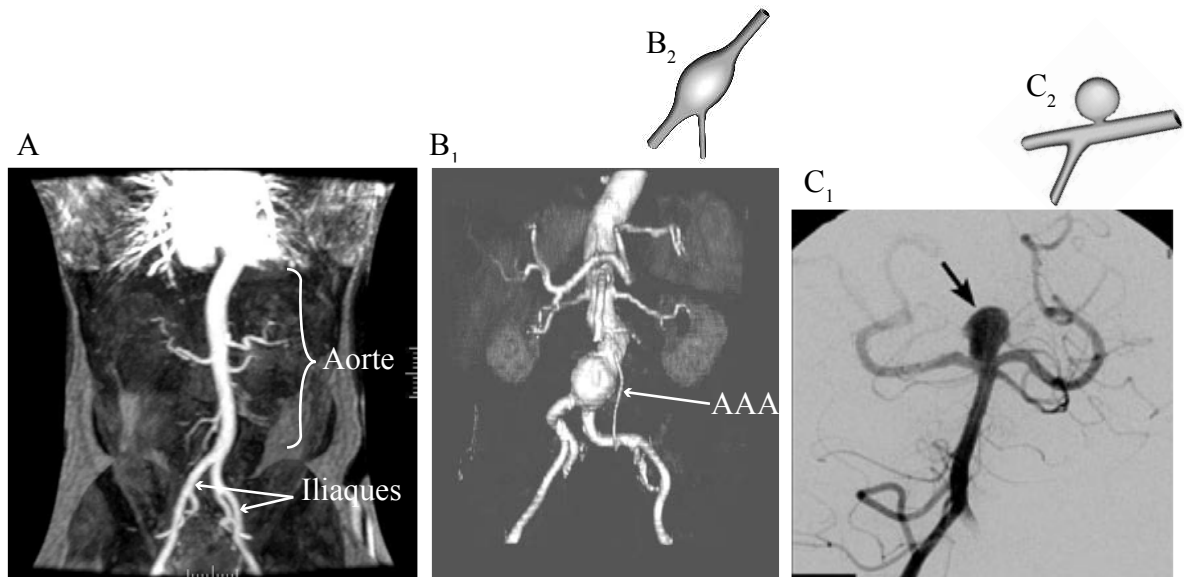 B₂
C₂
A
B₁
C₁
Aorte
AAA
Iliaques